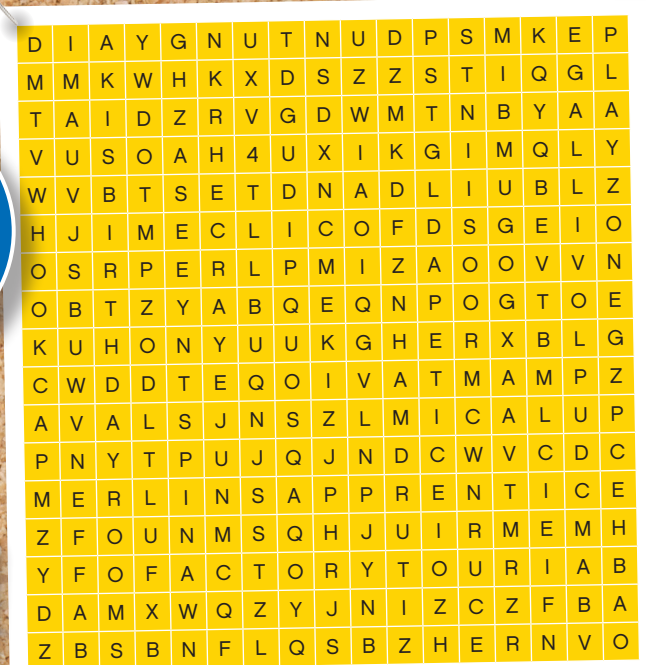 D I A Y G N U T N U D P S M K E P
M M K W H K X D S Z Z S T I Q G L
T A I D Z R V G D W M T N B Y A A
V U S O A H 4 U X I K G I M Q L Y
W V B T S E T D N A D L I U B L Z
H J I M E C L I C O F D S G E I O
O S R P E R L P M I Z A O O V V N
O B T Z Y A B Q E Q N P O G T O E
K U H O N Y U U K G H E R X B L G
C W D D T E Q O I V A T M A M P Z
A V A L S J N S Z L M I C A L U P
P N Y T P U J Q J N D C W V C D C
M E R L I N S A P P R E N T I C E
Z F O U N M S Q H J U I R M E M H
Y F O F A C T O R Y T O U R I A B
D A M X W Q Z Y J N I Z C Z F B A
Z B S B N F L Q S B Z H E R N V O